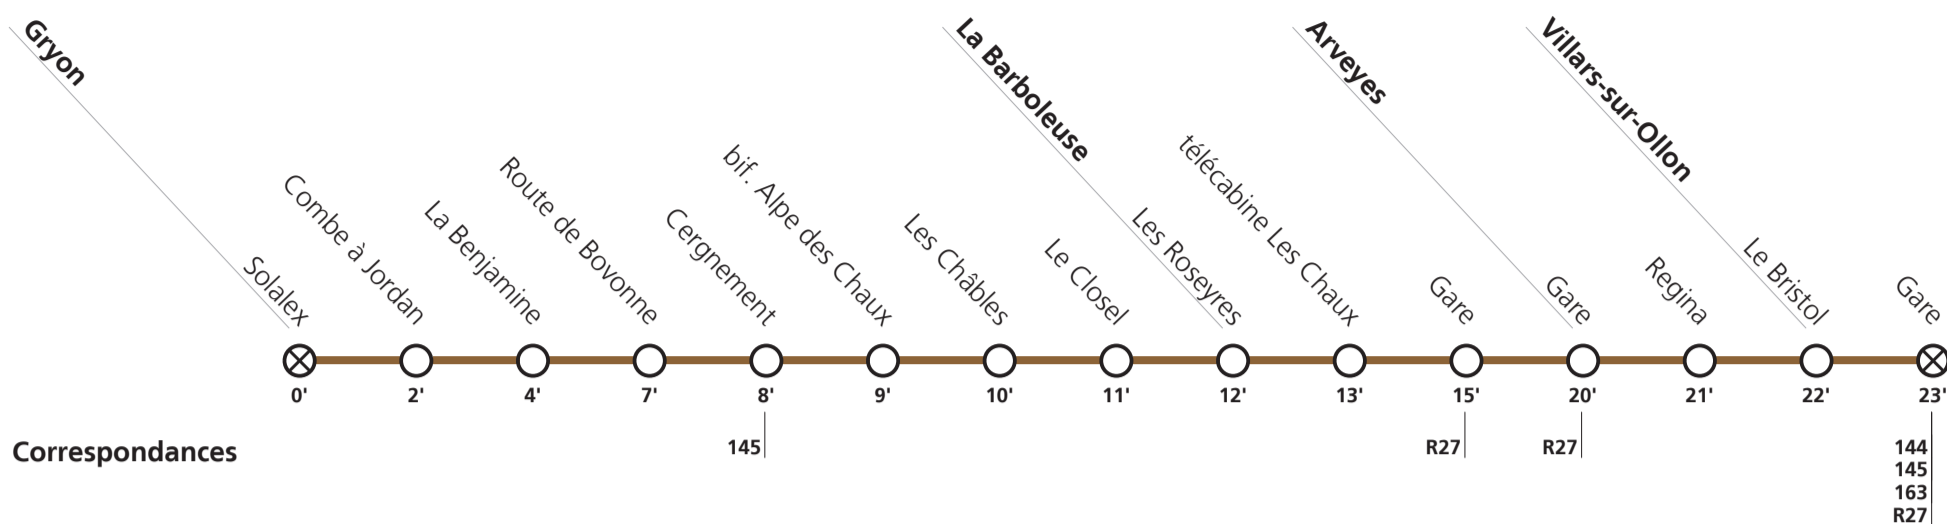 Gryon
Solalex
Combe à Jordan
La Benjamine
Route de Bovonne
Cergnement
bif. Alpe des Chaux
Les Châbles
Le Closel
La Barboleuse
Les Roseyres
télécabine Les Chaux
Gare
Arveyes
Gare
Regina
Villars-sur-Ollon
Le Bristol
Gare
0' 2' 4' 7' 8' 9' 10' 11' 12' 13' 15' 20' 21' 22' 23'
Correspondances 145 R27 R27 144
145
163
R27